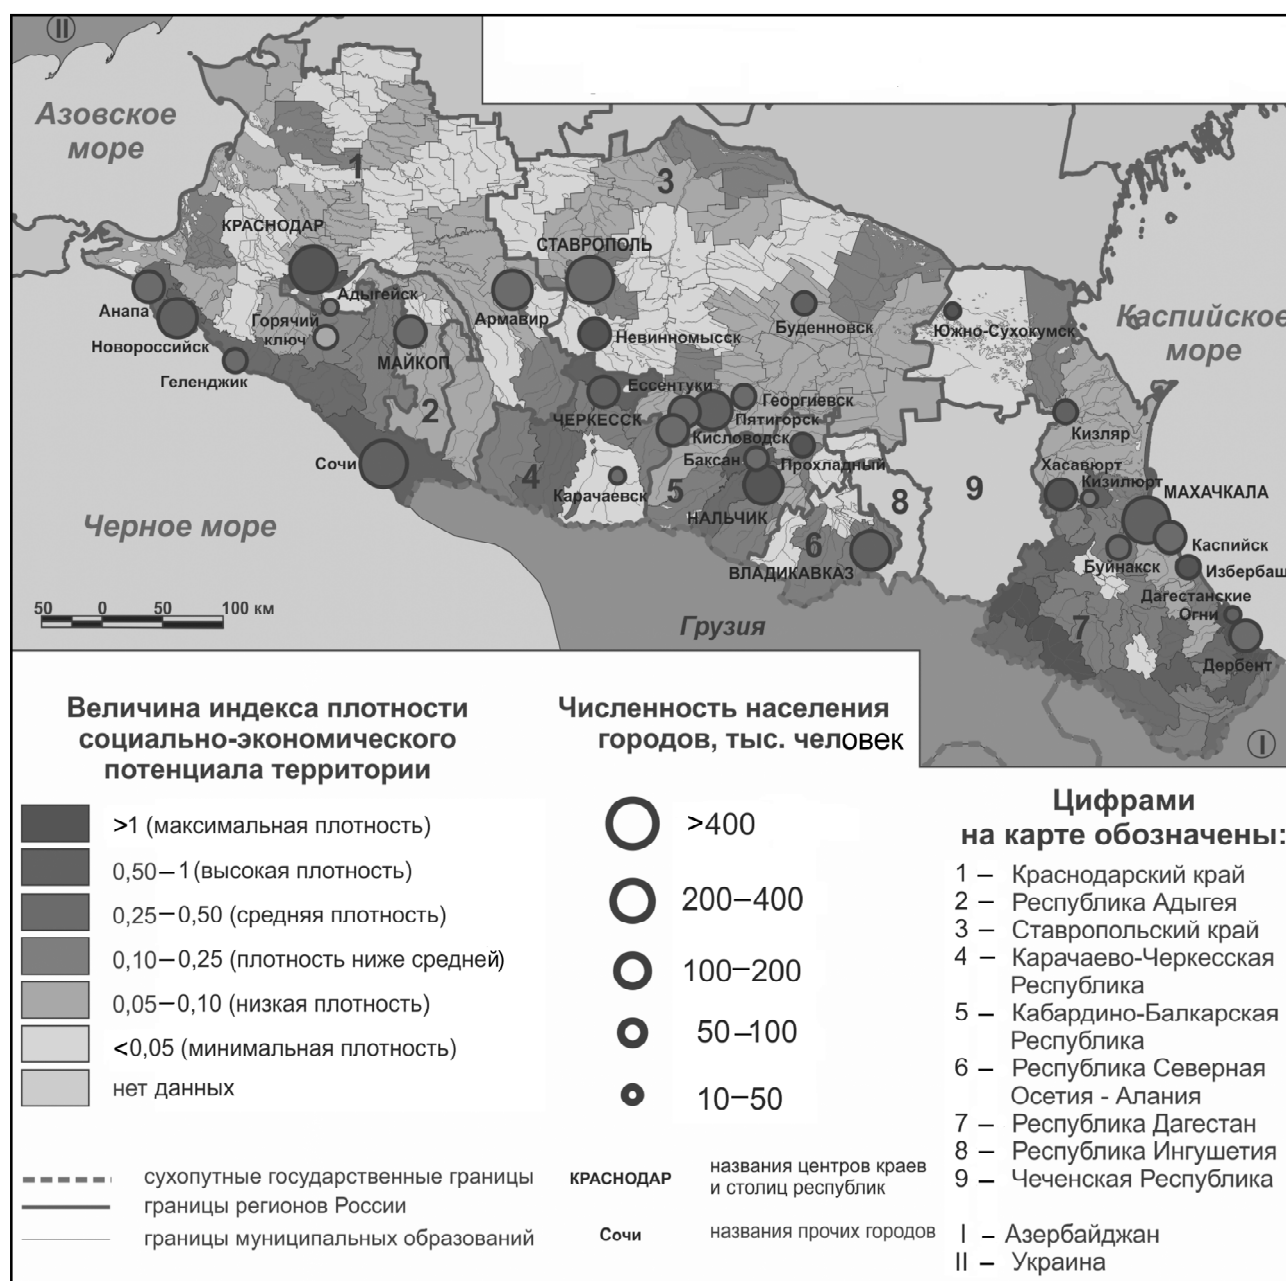 II
Азовское
море
1
3
КРАСНОДАР
СТАВРОПОЛЬ
Адыгейск
Анапа
Горячий
ключ
Армавир
Буденновск
Южно-Сухокумск
Каспийское
море
Новороссийск
МАЙКОП
Невинномысск
Геленджик
Ессентуки
Георгиевск
2
ЧЕРКЕССК
Пятигорск
Кисловодск
Кизляр
Сочи
Баксан
Прохладный
Хасавюрт
Кизилюрт
4
Карачаевск
5
8
9
МАХАЧКАЛА
Черное море
НАЛЬЧИК
6
Каспийск
ВЛАДИКАВКАЗ
Буйнакск
Избербаш
Дагестанские
Огни
50 0 50 100 км
Грузия
7
Дербент
I
Величина индекса плотности
социально-экономического
потенциала территории
>1 (максимальная плотность)
0,50–1 (высокая плотность)
0,25–0,50 (средняя плотность)
0,10–0,25 (плотность ниже средней)
0,05–0,10 (низкая плотность)
<0,05 (минимальная плотность)
нет данных
сухопутные государственные границы
границы регионов России
границы муниципальных образований
Численность населения
городов, тыс. человек
>400
200–400
100–200
50–100
10–50
КРАСНОДАР
названия центров краев
и столиц республик
Сочи
названия прочих городов
Цифрами
на карте обозначены:
1 – Краснодарский край
2 – Республика Адыгея
3 – Ставропольский край
4 – Карачаево-Черкесская
Республика
5 – Кабардино-Балкарская
Республика
6 – Республика Северная
Осетия - Алания
7 – Республика Дагестан
8 – Республика Ингушетия
9 – Чеченская Республика
I – Азербайджан
II – Украина